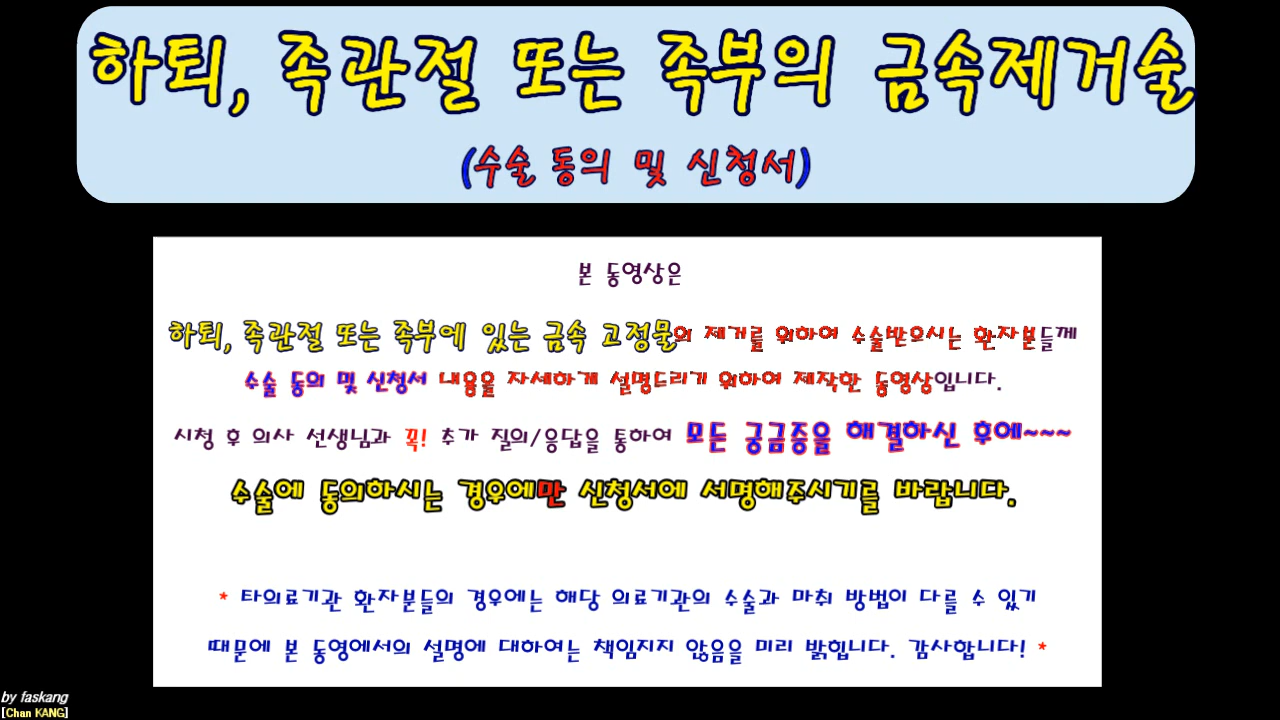 하퇴, 족관절 또는 족부의 금속제거술
(수술 동의 및 신청서)
본 동영상은
하퇴, 족관절 또는 족부에 있는 금속 고정물의 제거를 위하여 수술받으시는 환자분들께
수술 동의 및 신청서 내용을 자세하게 설명드리기 위하여 제작한 동영상입니다.
시청 후 의사 선생님과 꼭! 추가 질의/응답을 통하여 모든 궁금증을 해결하신 후에~~~
수술에 동의하시는 경우에만 신청서에 서명해주시기를 바랍니다.
* 타의료기관 환자분들의 경우에는 해당 의료기관의 수술과 마취 방법이 다를 수 있기
때문에 본 동영에서의 설명에 대하여는 책임지지 않음을 미리 밝힙니다. 감사합니다! *
by faskang
[Chan KANG]